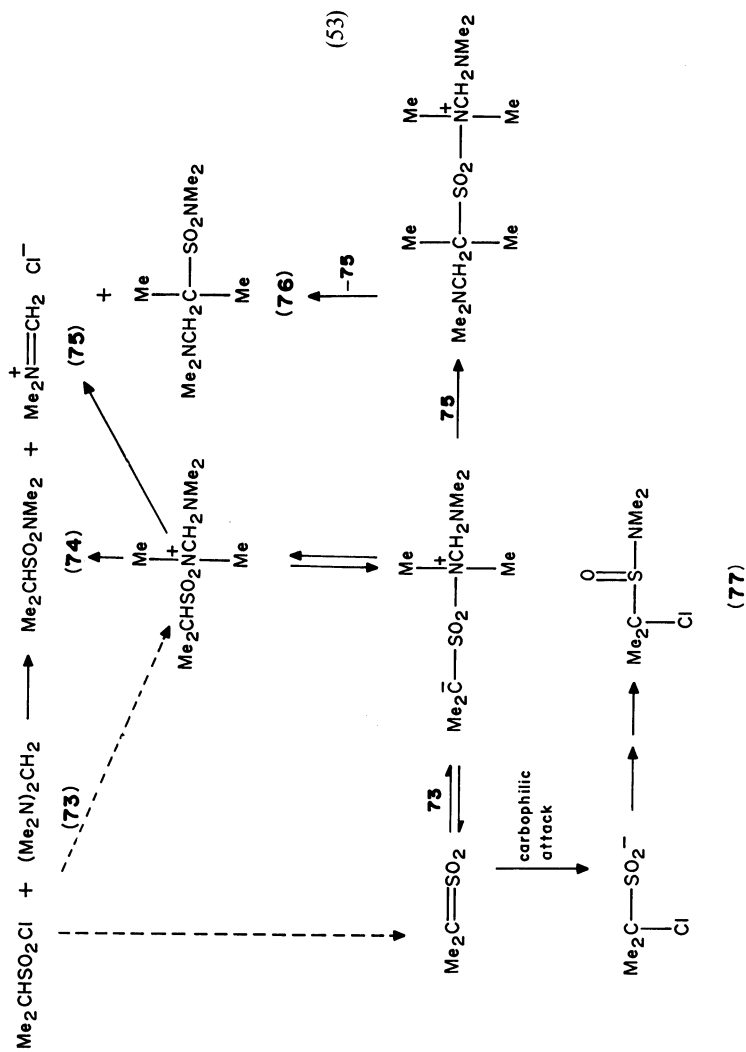 Me2CHSO2Cl + (Me2N)2CH2 → Me2CHSO2NMe2 + Me2N+=CH2 Cl−
(73)
(74)
(75)
+
Me
Me2CHSO2N+CH2NMe2
Me
Me
Me2NCH2C—SO2NMe2
Me
(76)
(53)
−75
73
75
Me2C=SO2
Me
Me2C−—SO2—N+CH2NMe2
Me
Me Me
Me2NCH2C—SO2—N+CH2NMe2
Me Me
carbophilic
attack
Me2C—SO2−
Cl
O
Me2C—S—NMe2
Cl
(77)